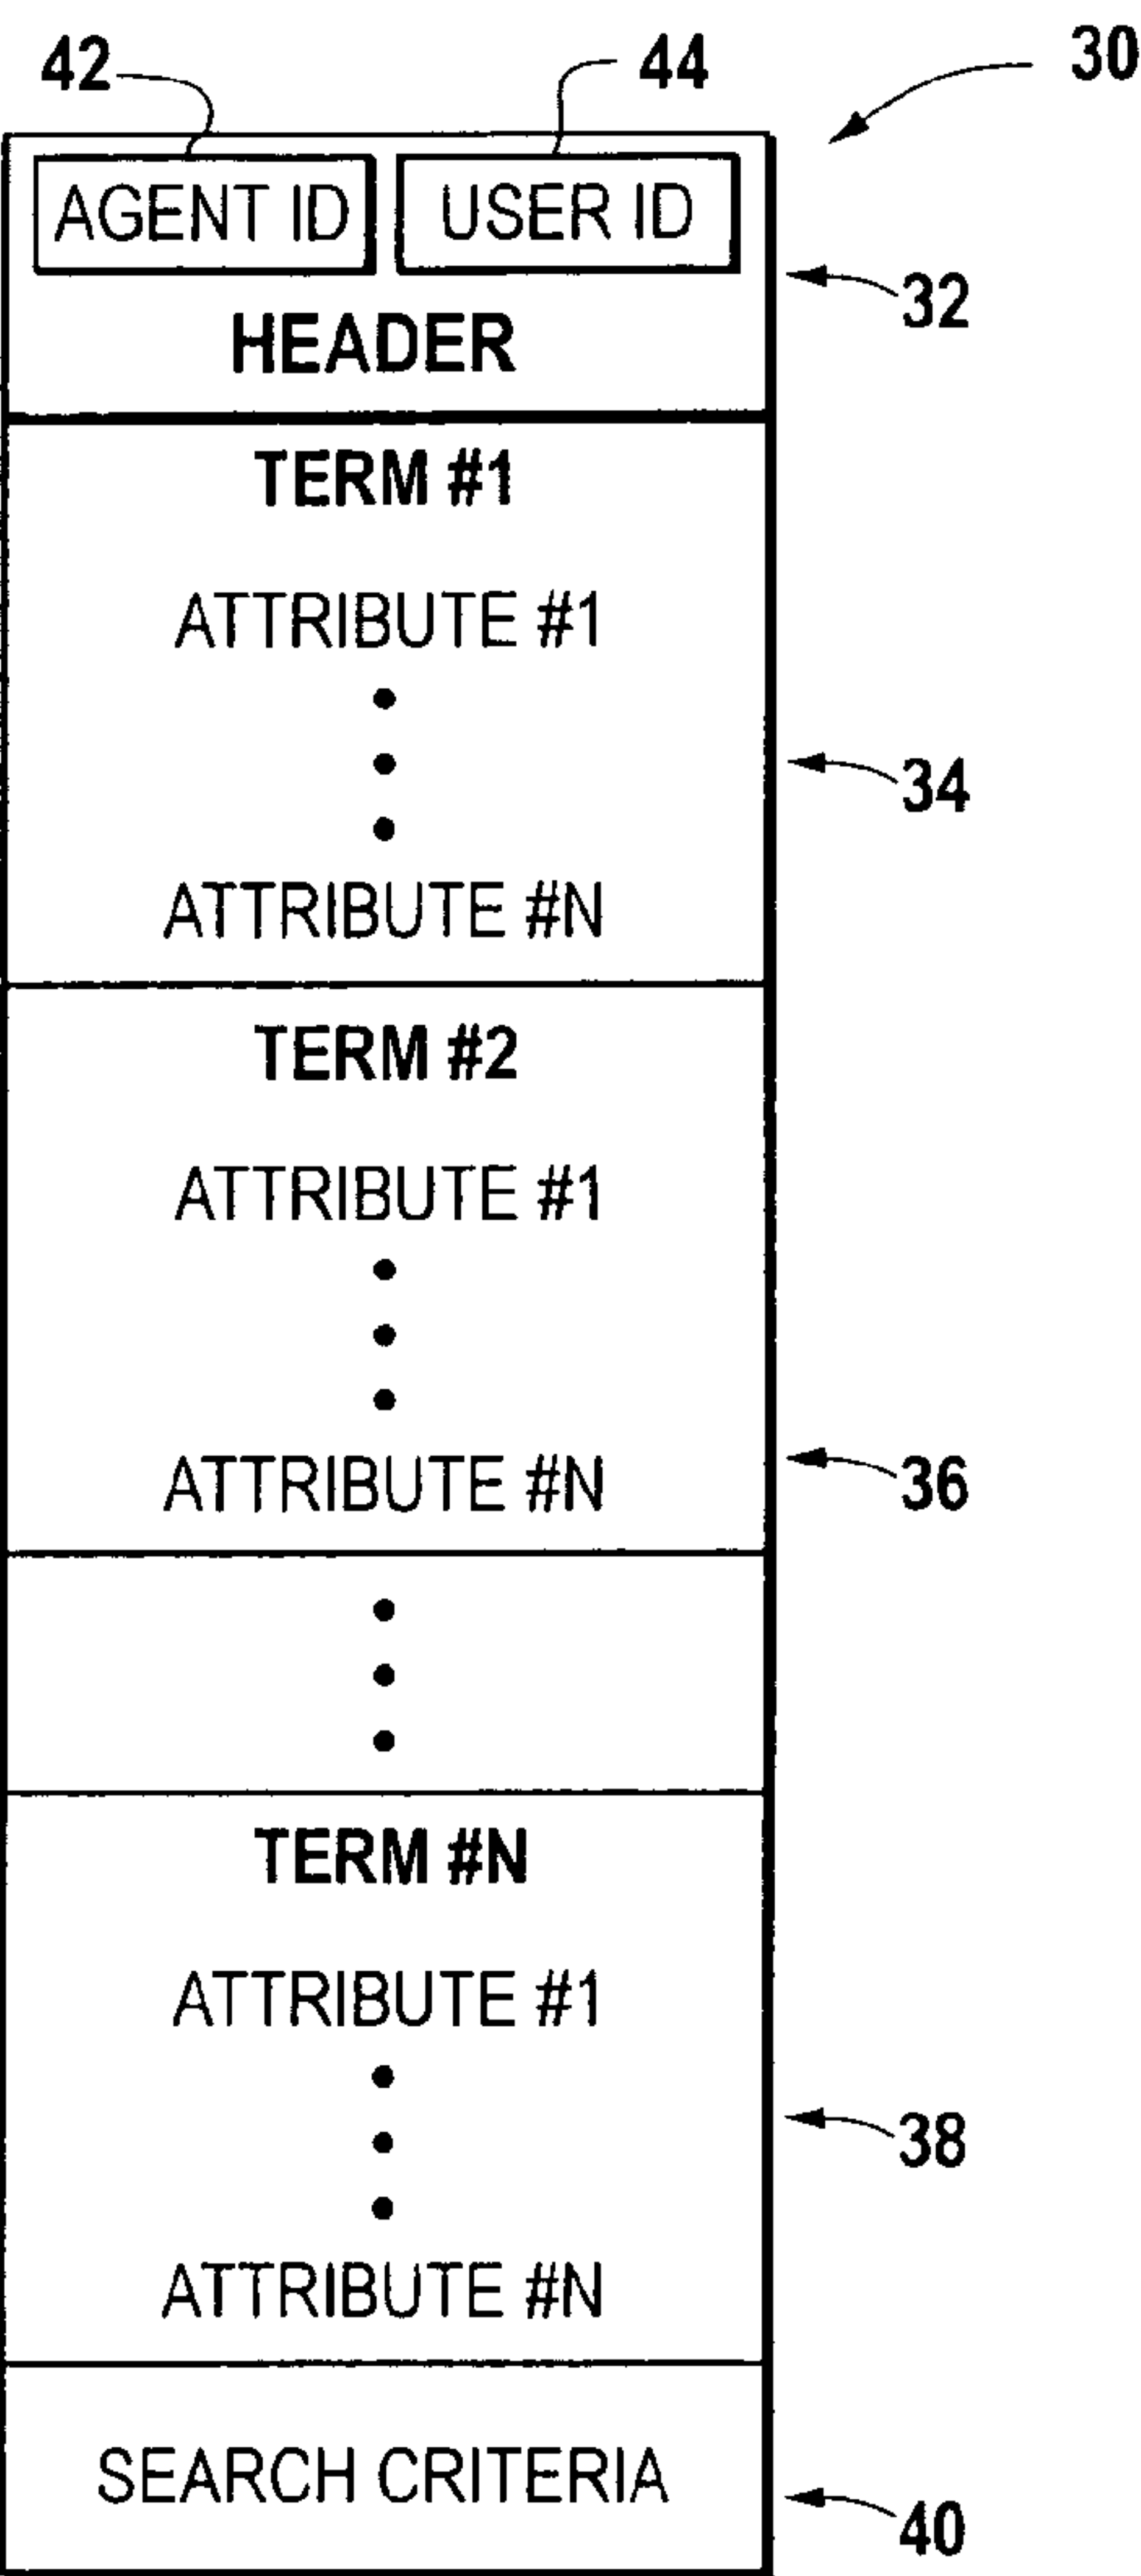 42 44 30
AGENT ID USER ID
32
HEADER
TERM #1
ATTRIBUTE #1
34
ATTRIBUTE #N
TERM #2
ATTRIBUTE #1
ATTRIBUTE #N
36
TERM #N
ATTRIBUTE #1
38
ATTRIBUTE #N
SEARCH CRITERIA
40